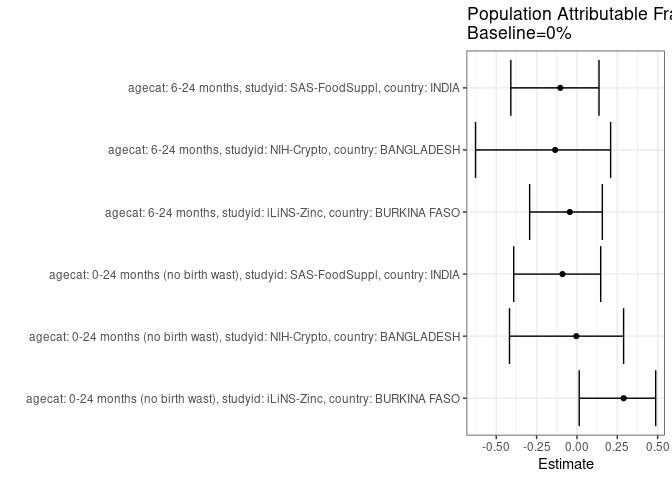 Population Attributable Fra
Baseline=0%
agecat: 6-24 months, studyid: SAS-FoodSuppl, country: INDIA
agecat: 6-24 months, studyid: NIH-Crypto, country: BANGLADESH
agecat: 6-24 months, studyid: iLiNS-Zinc, country: BURKINA FASO
agecat: 0-24 months (no birth wast), studyid: SAS-FoodSuppl, country: INDIA
agecat: 0-24 months (no birth wast), studyid: NIH-Crypto, country: BANGLADESH
agecat: 0-24 months (no birth wast), studyid: iLiNS-Zinc, country: BURKINA FASO
-0.50 -0.25 0.00 0.25 0.50
Estimate